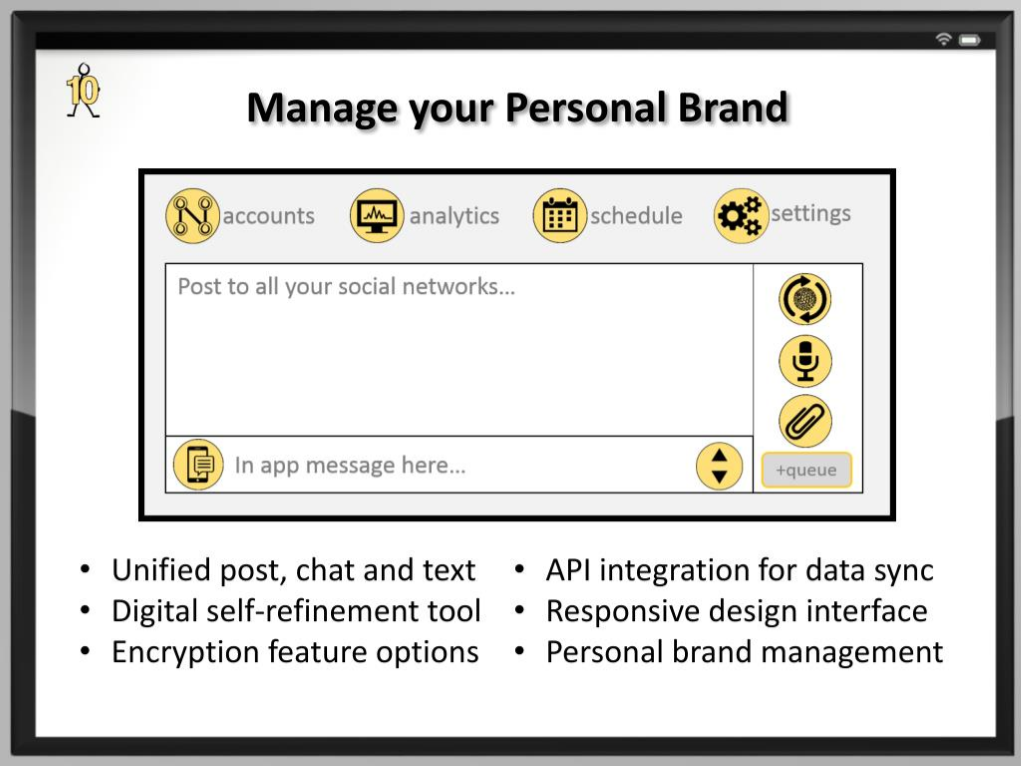 10
Manage your Personal Brand
accounts analytics schedule settings
Post to all your social networks...
In app message here...
+queue
• Unified post, chat and text
• Digital self-refinement tool
• Encryption feature options
• API integration for data sync
• Responsive design interface
• Personal brand management